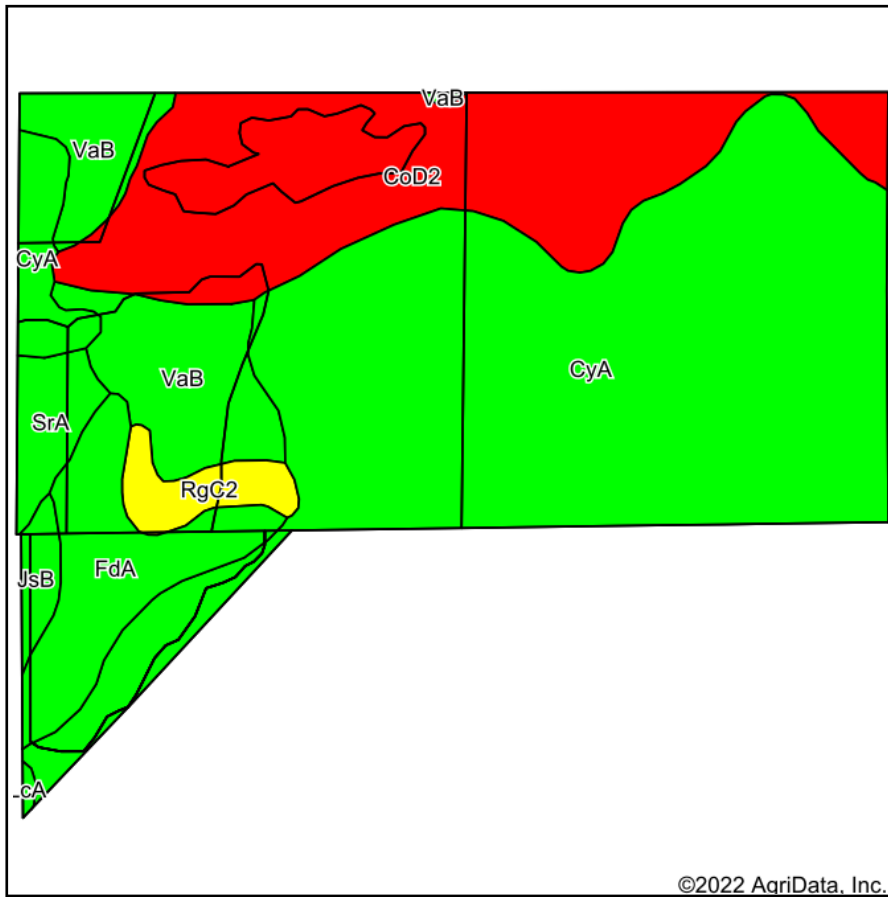 VaB
VaB
CoD2
CyA
CyA
VaB
SrA
RgC2
FdA
JsB
cA
©2022 AgriData, Inc.